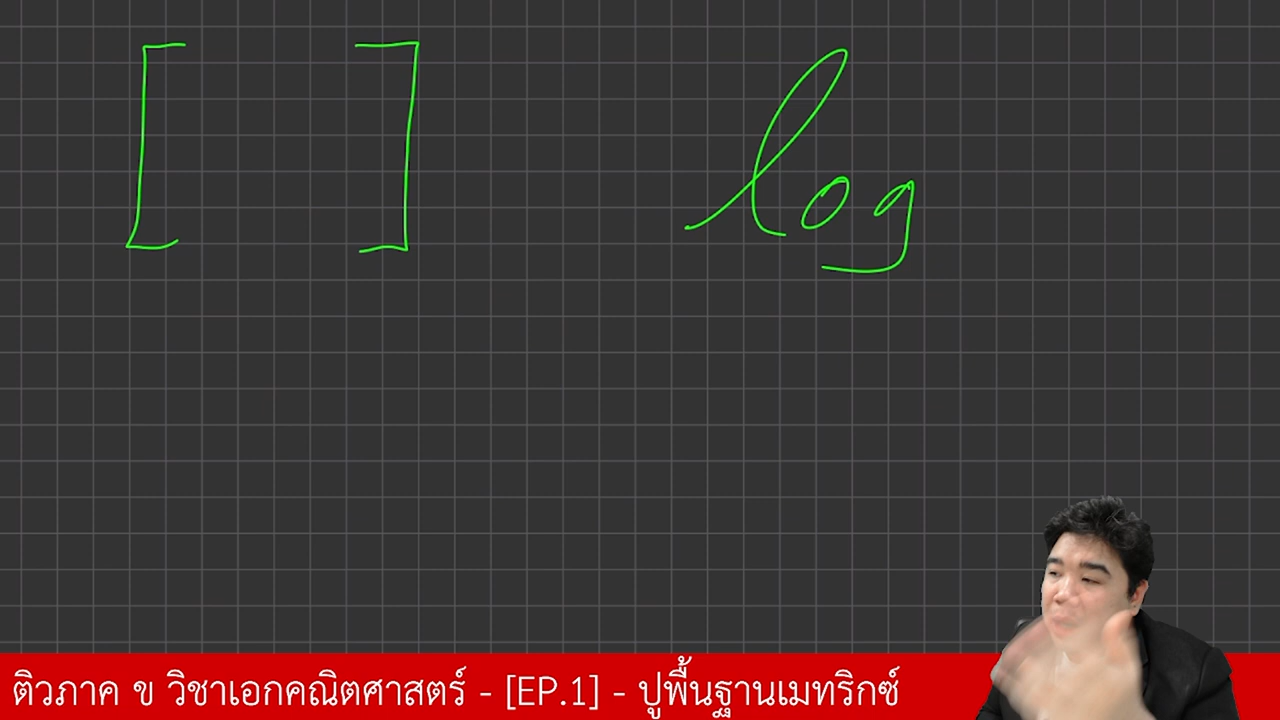 [ ] log
ติวภาค ข วิชาเอกคณิตศาสตร์ - [EP.1] - ปูพื้นฐานเมทริกซ์